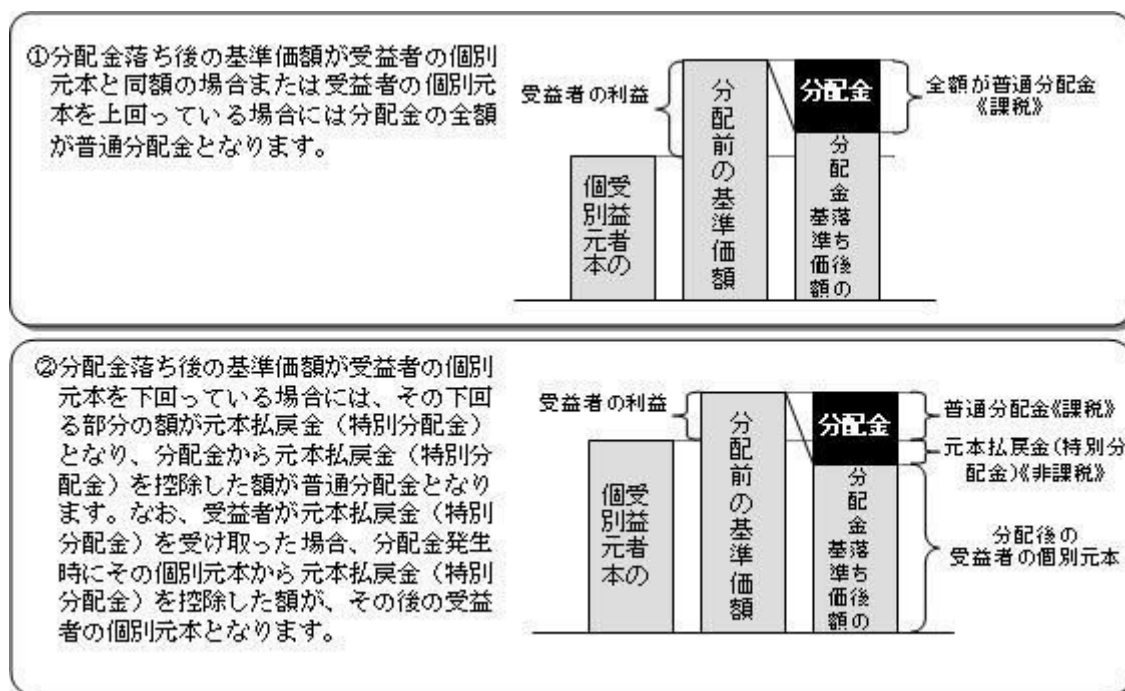 ①分配金落ち後の基準価額が受益者の個別
元本と同額の場合または受益者の個別元
本を上回っている場合には分配金の全額
が普通分配金となります。
受益者の利益
受益者の
個別元本
分配前の基準価額
分配金
分配金落ち後の
基準価額
全額が普通分配金
《課税》
②分配金落ち後の基準価額が受益者の個別
元本を下回っている場合には、その下回
る部分の額が元本払戻金（特別分配金）
となり、分配金から元本払戻金（特別分
配金）を控除した額が普通分配金となり
ます。なお、受益者が元本払戻金（特別
分配金）を受け取った場合、分配金発生
時にその個別元本から元本払戻金（特別
分配金）を控除した額が、その後の受益
者の個別元本となります。
受益者の利益
受益者の
個別元本
分配前の基準価額
分配金
分配金落ち後の
基準価額
普通分配金《課税》
元本払戻金(特別分
配金)《非課税》
分配後の
受益者の個別元本